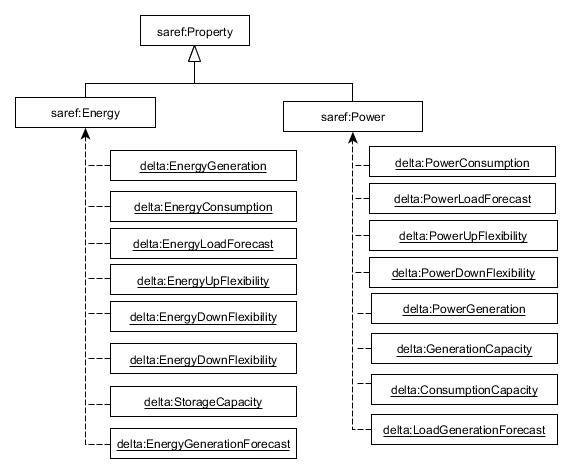 saref:Property
saref:Energy
saref:Power
delta:EnergyGeneration
delta:EnergyConsumption
delta:EnergyLoadForecast
delta:EnergyUpFlexibility
delta:EnergyDownFlexibility
delta:EnergyDownFlexibility
delta:StorageCapacity
delta:EnergyGenerationForecast
delta:PowerConsumption
delta:PowerLoadForecast
delta:PowerUpFlexibility
delta:PowerDownFlexibility
delta:PowerGeneration
delta:GenerationCapacity
delta:ConsumptionCapacity
delta:LoadGenerationForecast